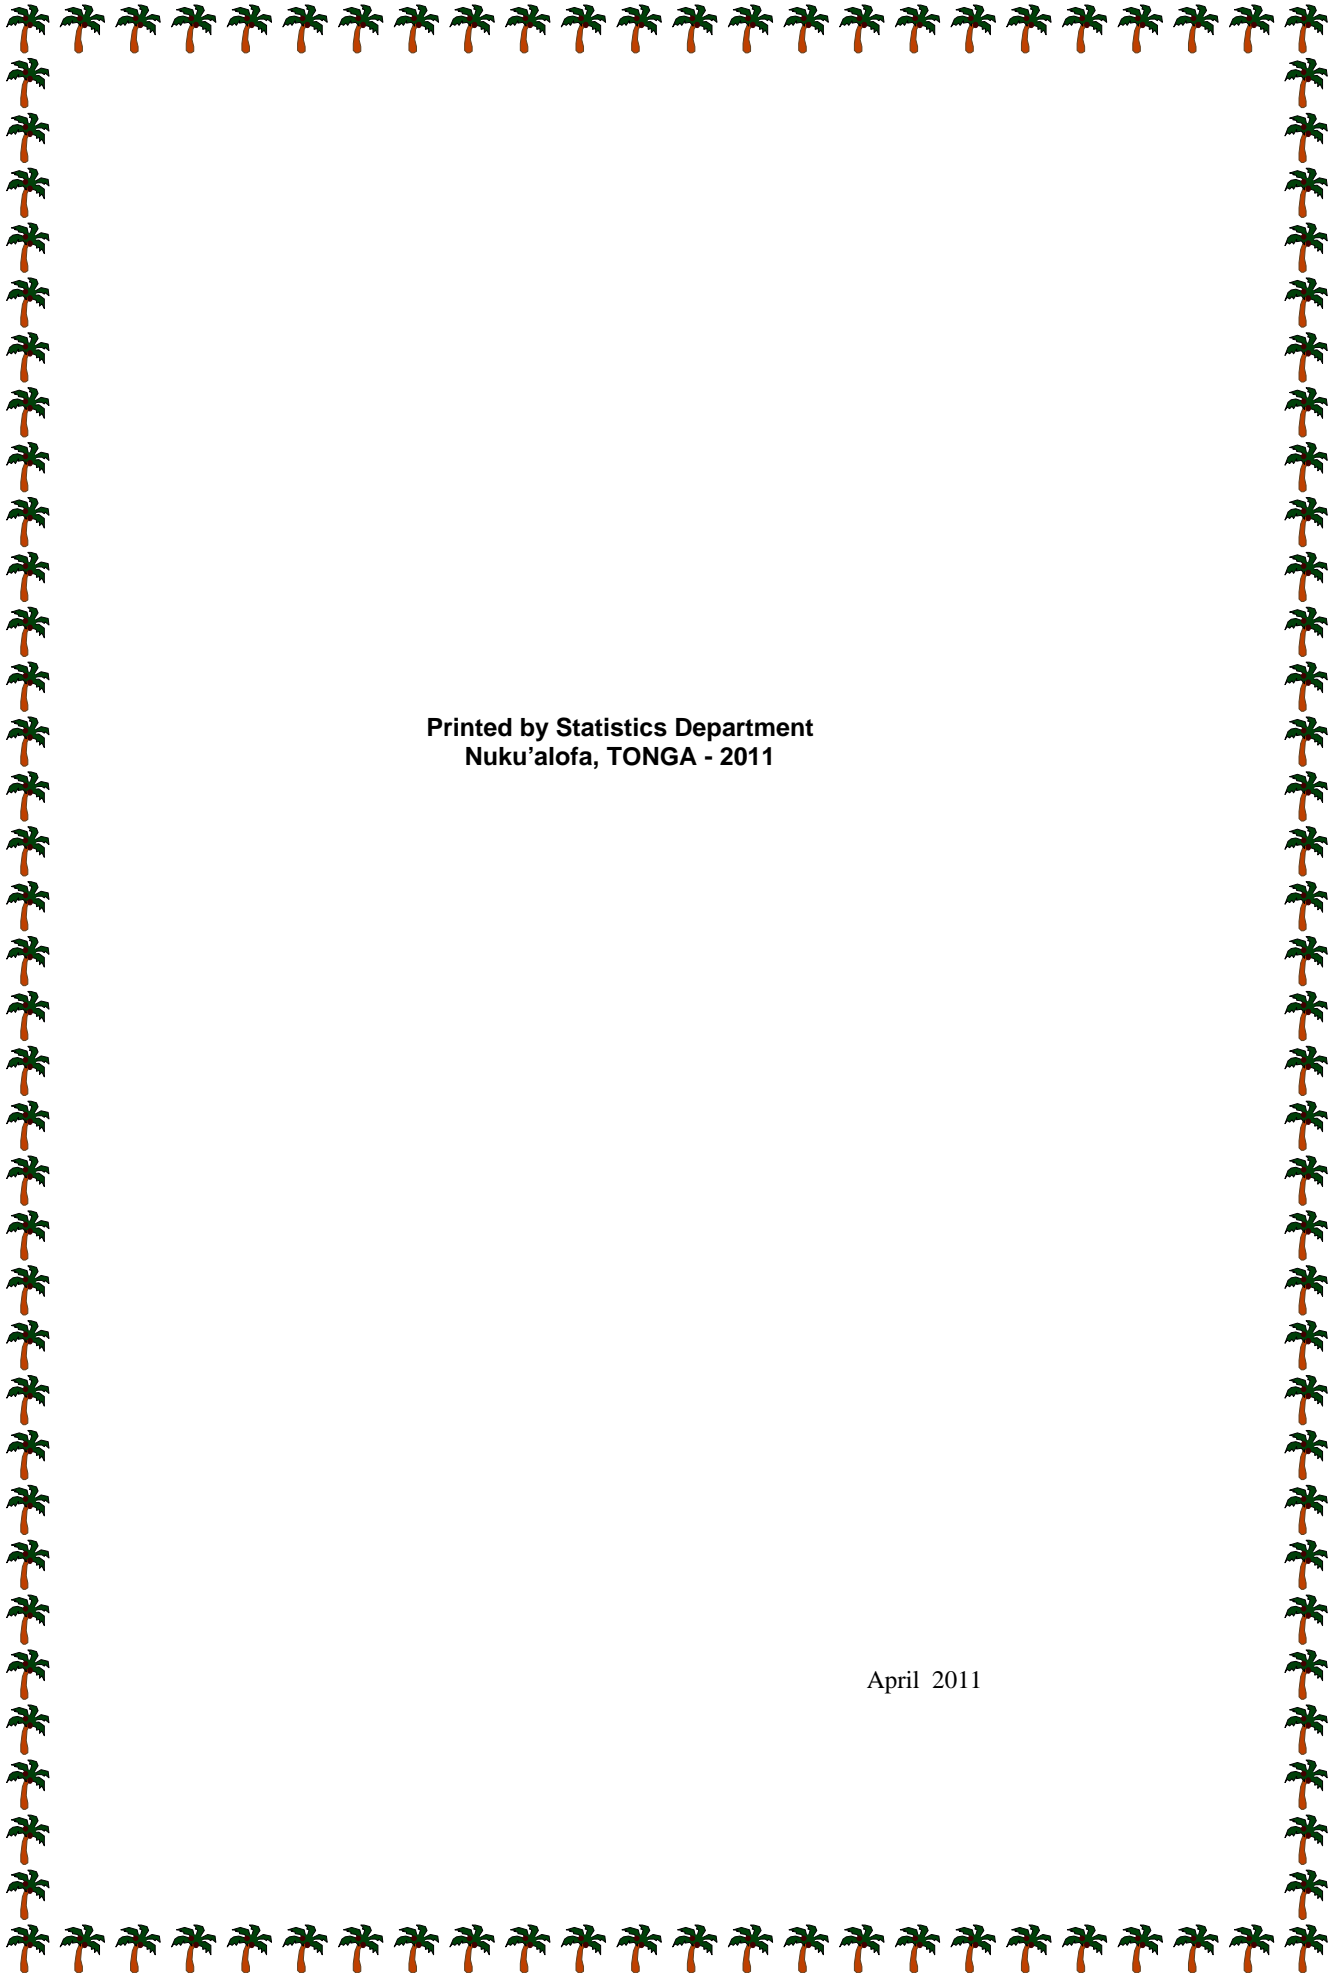 Printed by Statistics Department
Nuku’alofa, TONGA - 2011
April 2011